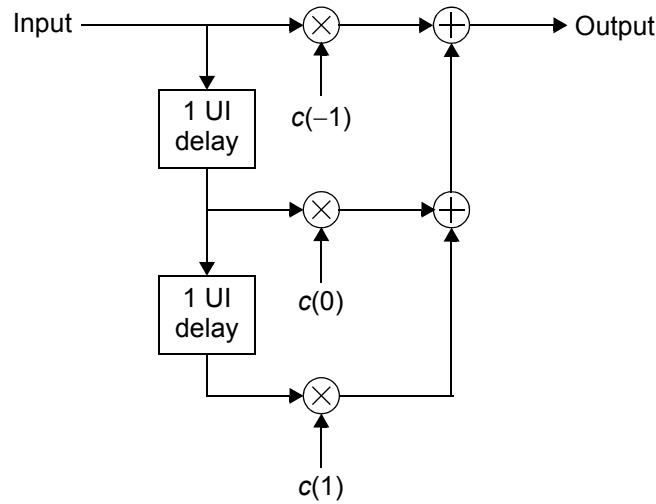 Input
Output
1 UI
delay
c(−1)
1 UI
delay
c(0)
c(1)